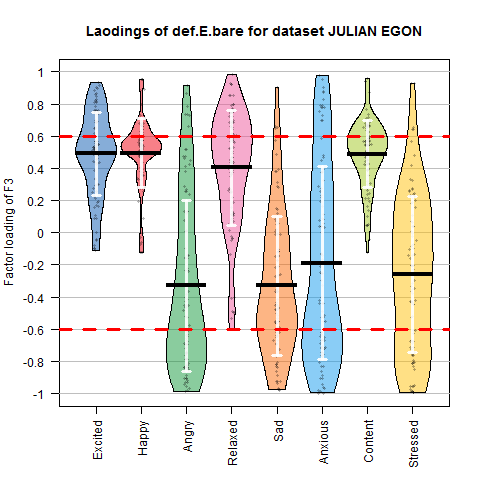 Laodings of def.E.bare for dataset JULIAN EGON
Factor loading of F3
1
0.8
0.6
0.4
0.2
0
-0.2
-0.4
-0.6
-0.8
-1
Excited
Happy
Angry
Relaxed
Sad
Anxious
Content
Stressed